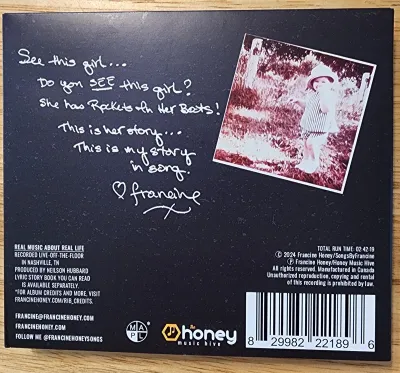 See this girl...
Do you SEE this girl?
She has Rockets On Her Boots!
This is her story...
This is my story
in song.
♡ Francine
x
REAL MUSIC ABOUT REAL LIFE
RECORDED LIVE-OFF-THE-FLOOR
IN NASHVILLE, TN
PRODUCED BY NEILSON HUBBARD
LYRIC STORY BOOK YOU CAN READ
IS AVAILABLE SEPARATELY.
*FOR ALBUM CREDITS AND MORE, VISIT
FRANCINEHONEY.COM/RIB_CREDITS.
FRANCINE@FRANCINEHONEY.COM
FRANCINEHONEY.COM
FOLLOW ME @FRANCINEHONEYSONGS
M A P L
honey
music hive
TOTAL RUN TIME: 02:42:19
© 2024 Francine Honey/SongsByFrancine
℗ Francine Honey/Honey Music Hive
All rights reserved. Manufactured in Canada
Unauthorized reproduction, copying and rental
of this recording is prohibited by law.
8 29982 22189 6